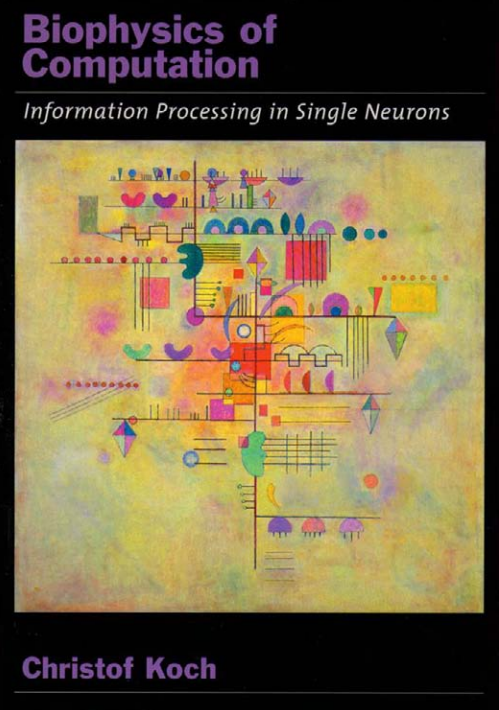 Biophysics of
Computation
Information Processing in Single Neurons
Christof Koch